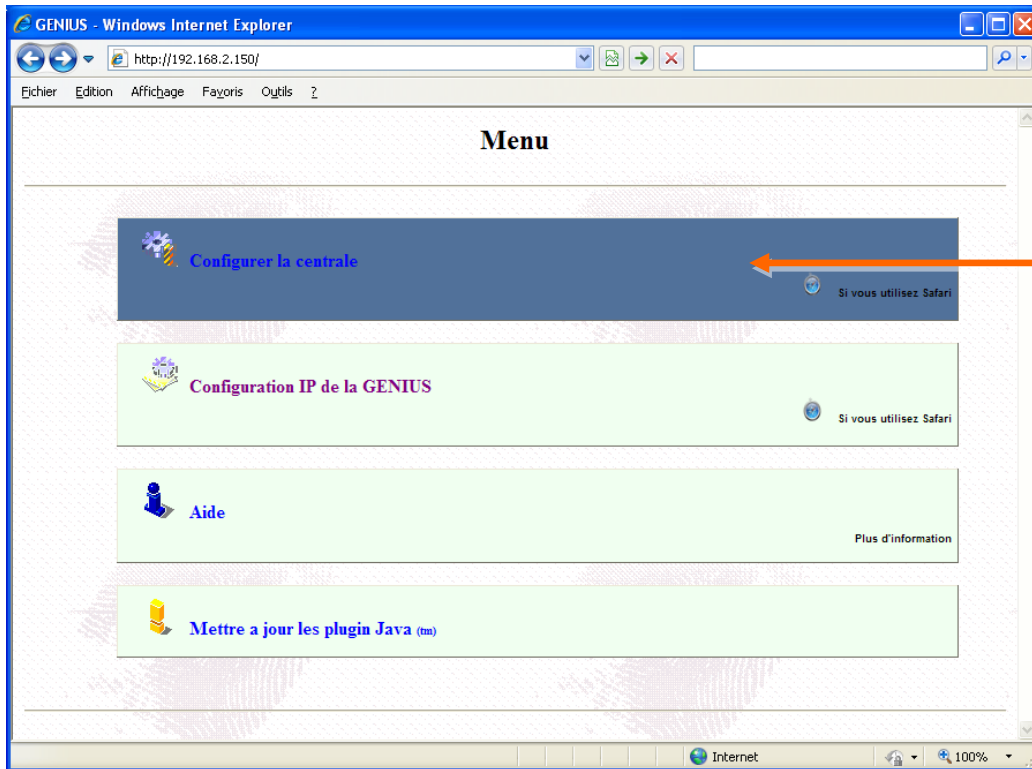 GENIUS - Windows Internet Explorer
http://192.168.2.150/
Fichier Edition Affichage Favoris Outils ?
Menu
Configurer la centrale
Si vous utilisez Safari
Configuration IP de la GENIUS
Si vous utilisez Safari
Aide
Plus d'information
Mettre a jour les plugin Java (tm)
Internet 100%